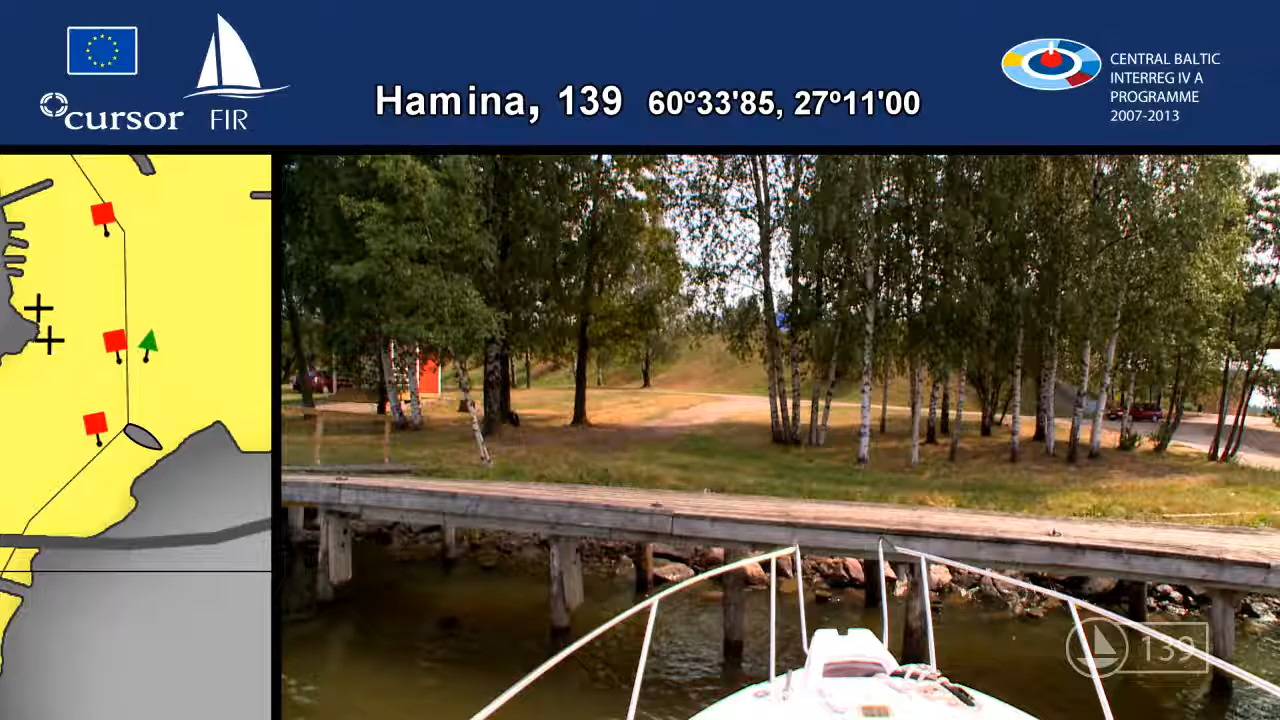 cursor
FIR
Hamina, 139 60º33'85, 27º11'00
CENTRAL BALTIC
INTERREG IV A
PROGRAMME
2007-2013
139